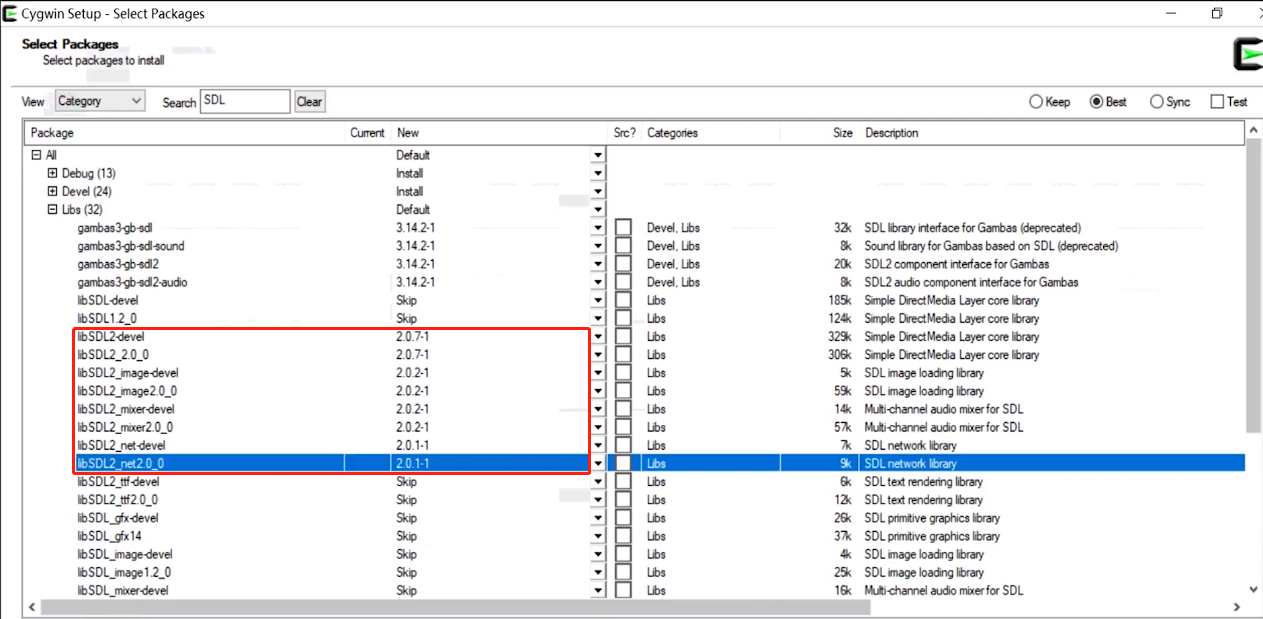 Cygwin Setup - Select Packages
Select Packages
Select packages to install
View Category Search SDL Clear Keep Best Sync Test
Package Current New Src? Categories Size Description
All Default
Debug (13) Install
Devel (24) Install
Libs (32) Default
gambas3-gb-sdl 3.14.2-1 Devel, Libs 32k SDL library interface for Gambas (deprecated)
gambas3-gb-sdl-sound 3.14.2-1 Devel, Libs 8k Sound library for Gambas based on SDL (deprecated)
gambas3-gb-sdl2 3.14.2-1 Devel, Libs 20k SDL2 component interface for Gambas
gambas3-gb-sdl2-audio 3.14.2-1 Devel, Libs 8k SDL2 audio component interface for Gambas
libSDL-devel Skip Libs 185k Simple DirectMedia Layer core library
libSDL1.2_0 Skip Libs 124k Simple DirectMedia Layer core library
libSDL2-devel 2.0.7-1 Libs 329k Simple DirectMedia Layer core library
libSDL2_2.0_0 2.0.7-1 Libs 306k Simple DirectMedia Layer core library
libSDL2_image-devel 2.0.2-1 Libs 5k SDL image loading library
libSDL2_image2.0_0 2.0.2-1 Libs 59k SDL image loading library
libSDL2_mixer-devel 2.0.2-1 Libs 14k Multi-channel audio mixer for SDL
libSDL2_mixer2.0_0 2.0.2-1 Libs 57k Multi-channel audio mixer for SDL
libSDL2_net-devel 2.0.1-1 Libs 7k SDL network library
libSDL2_net2.0_0 2.0.1-1 Libs 9k SDL network library
libSDL2_ttf-devel Skip Libs 6k SDL text rendering library
libSDL2_ttf2.0_0 Skip Libs 12k SDL text rendering library
libSDL_gfx-devel Skip Libs 26k SDL primitive graphics library
libSDL_gfx14 Skip Libs 37k SDL primitive graphics library
libSDL_image-devel Skip Libs 4k SDL image loading library
libSDL_image1.2_0 Skip Libs 25k SDL image loading library
libSDL_mixer-devel Skip Libs 16k Multi-channel audio mixer for SDL